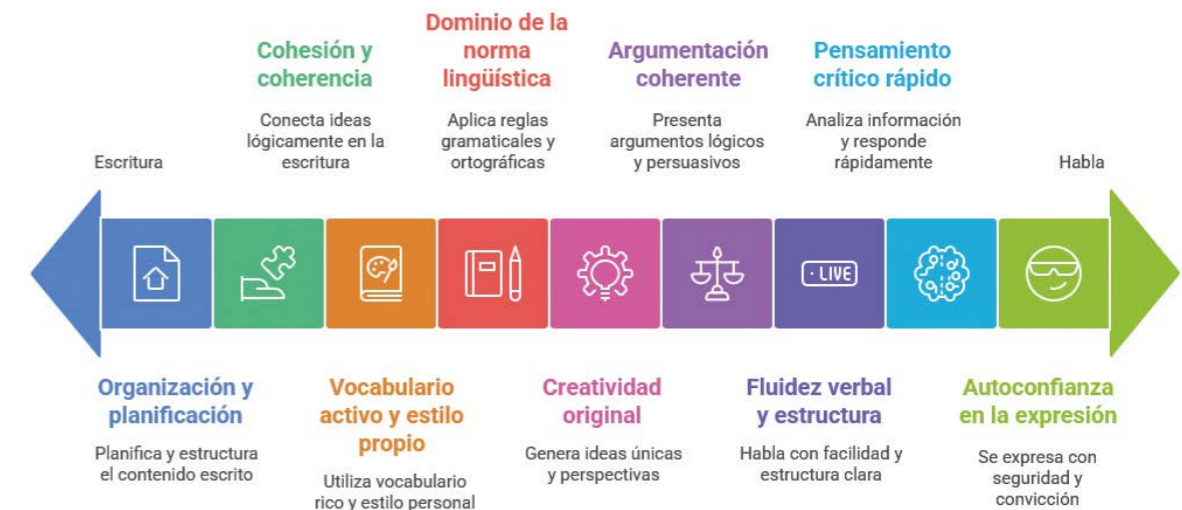 Dominio de la
norma
lingüística
Aplica reglas
gramaticales y
ortográficas
Cohesión y
coherencia
Conecta ideas
lógicamente en la
escritura
Argumentación
coherente
Presenta
argumentos lógicos
y persuasivos
Pensamiento
crítico rápido
Analiza información
y responde
rápidamente
Escritura
Habla
LIVE
Organización y
planificación
Planifica y estructura
el contenido escrito
Vocabulario
activo y estilo
propio
Utiliza vocabulario
rico y estilo personal
Creatividad
original
Genera ideas únicas
y perspectivas
Fluidez verbal
y estructura
Habla con facilidad y
estructura clara
Autoconfianza
en la expresión
Se expresa con
seguridad y
convicción